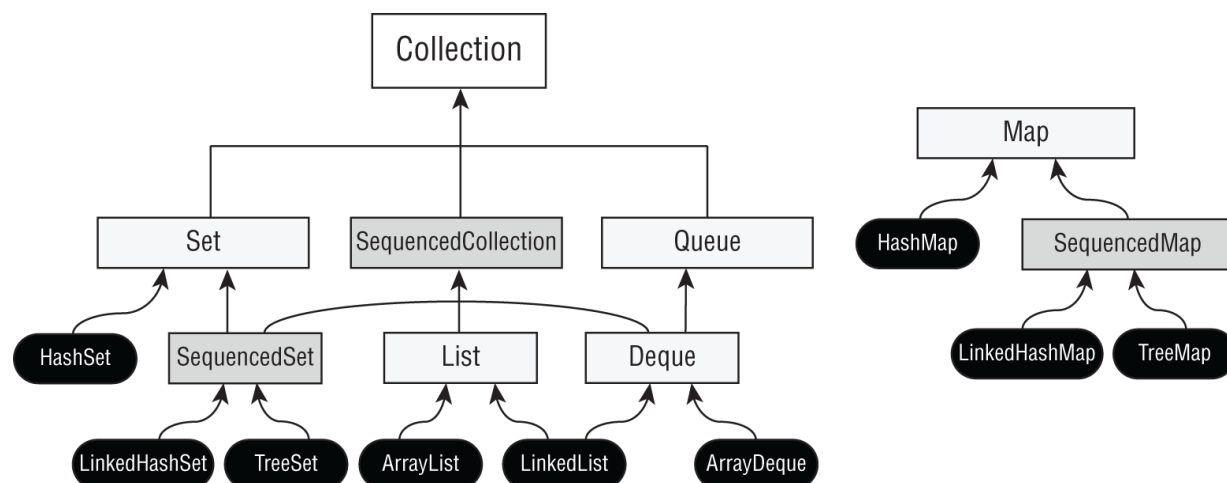 Collection
Map
Set
SequencedCollection
Queue
HashMap
SequencedMap
HashSet
SequencedSet
List
Deque
LinkedHashMap
TreeMap
LinkedHashSet
TreeSet
ArrayList
LinkedList
ArrayDeque